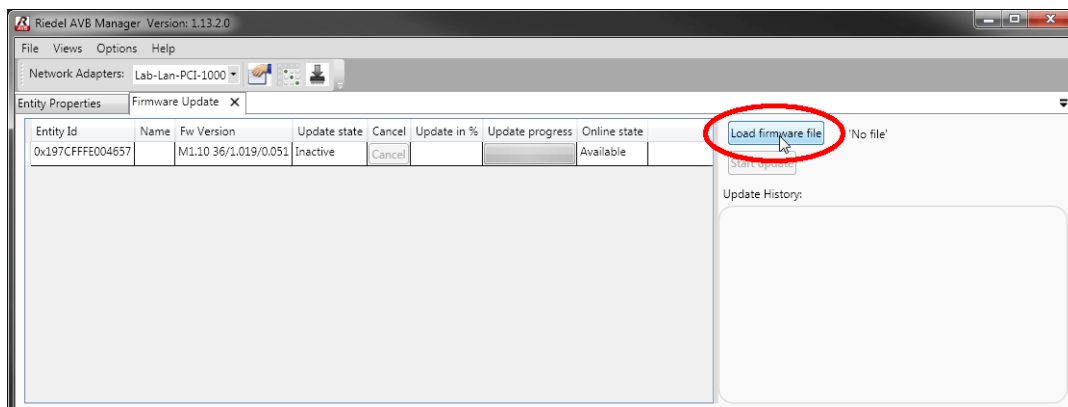 Riedel AVB Manager Version: 1.13.2.0
File Views Options Help
Network Adapters: Lab-Lan-PCI-1000
Entity Properties Firmware Update X
Entity Id Name Fw Version Update state Cancel Update in % Update progress Online state
0x197CFFFE004657 M1.10 36/1.019/0.051 Inactive Cancel Available
Load firmware file 'No file'
Start update
Update History: